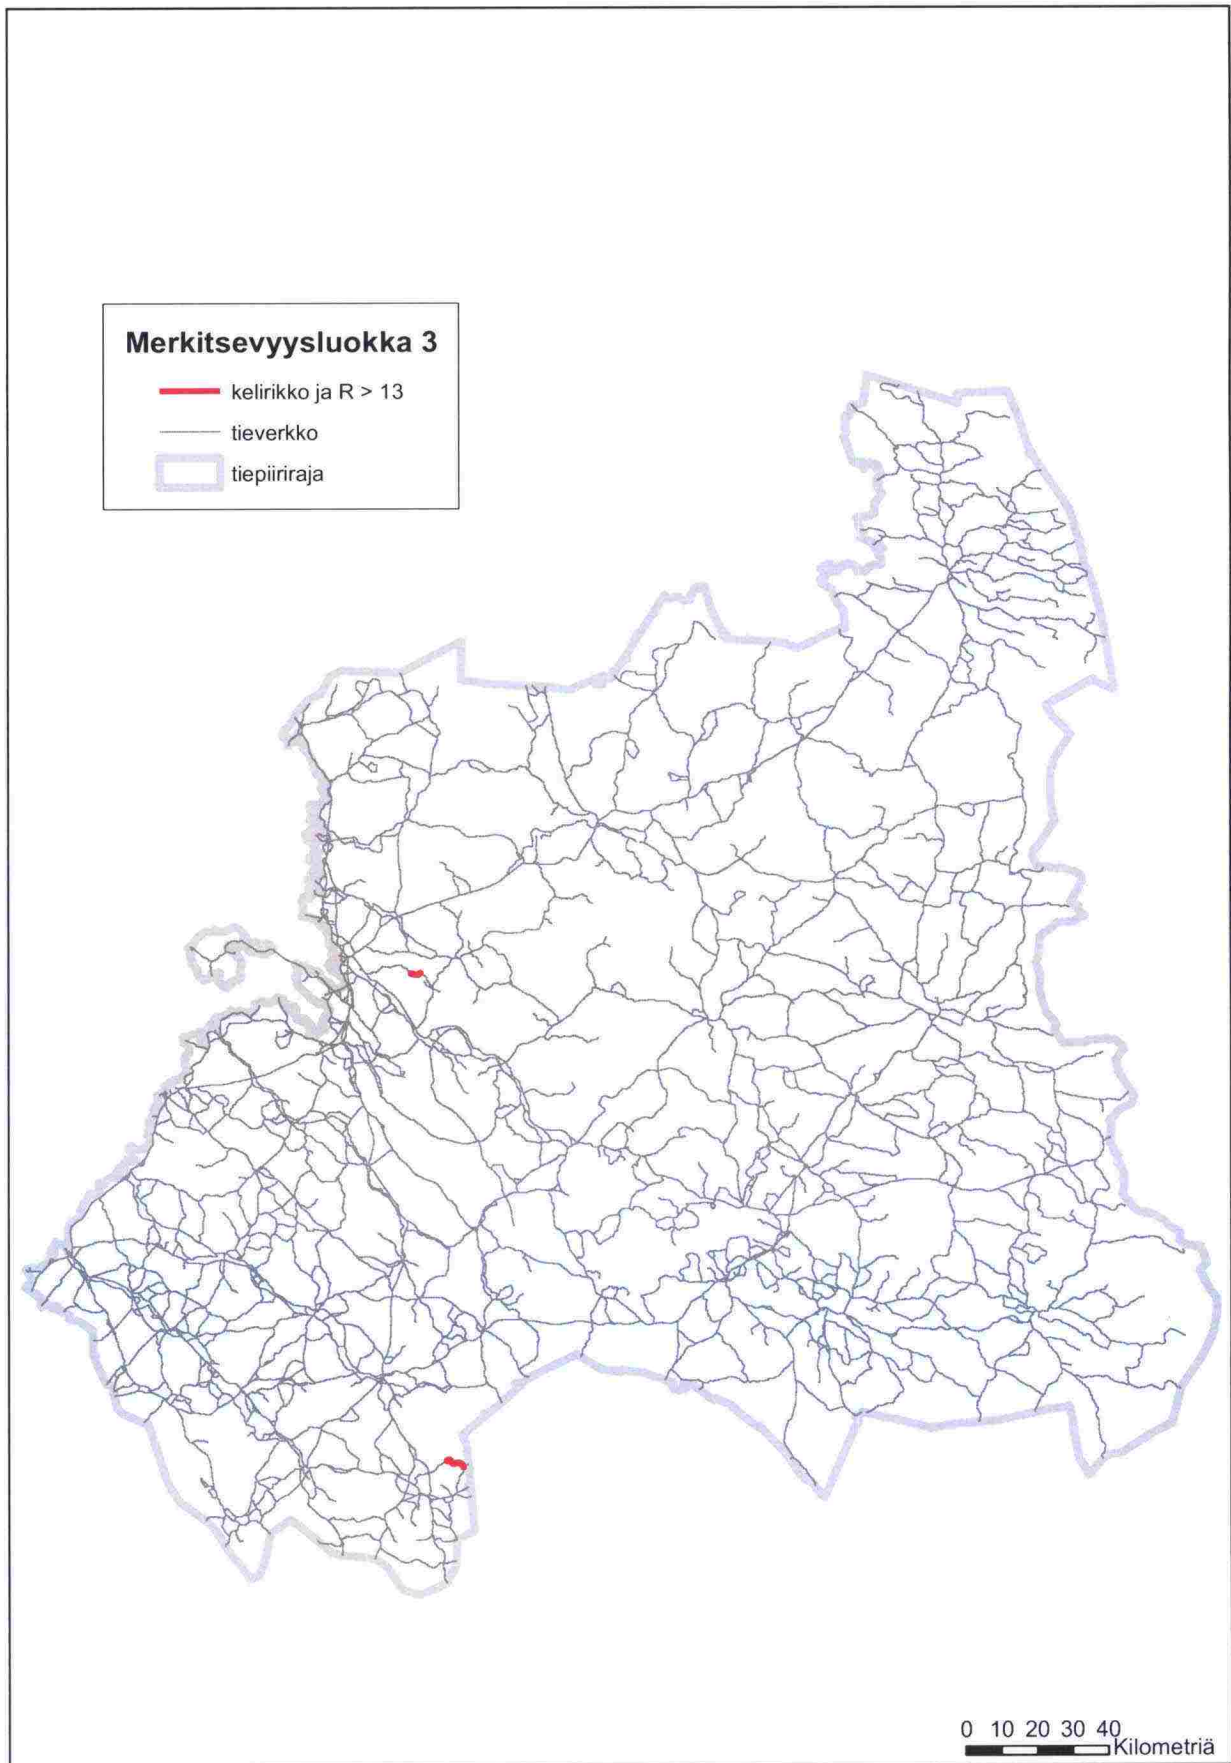 Merkitsevyysluokka 3
kelirikko ja R > 13
tieverkko
tiepiiriraja
0 10 20 30 40
Kilometriä